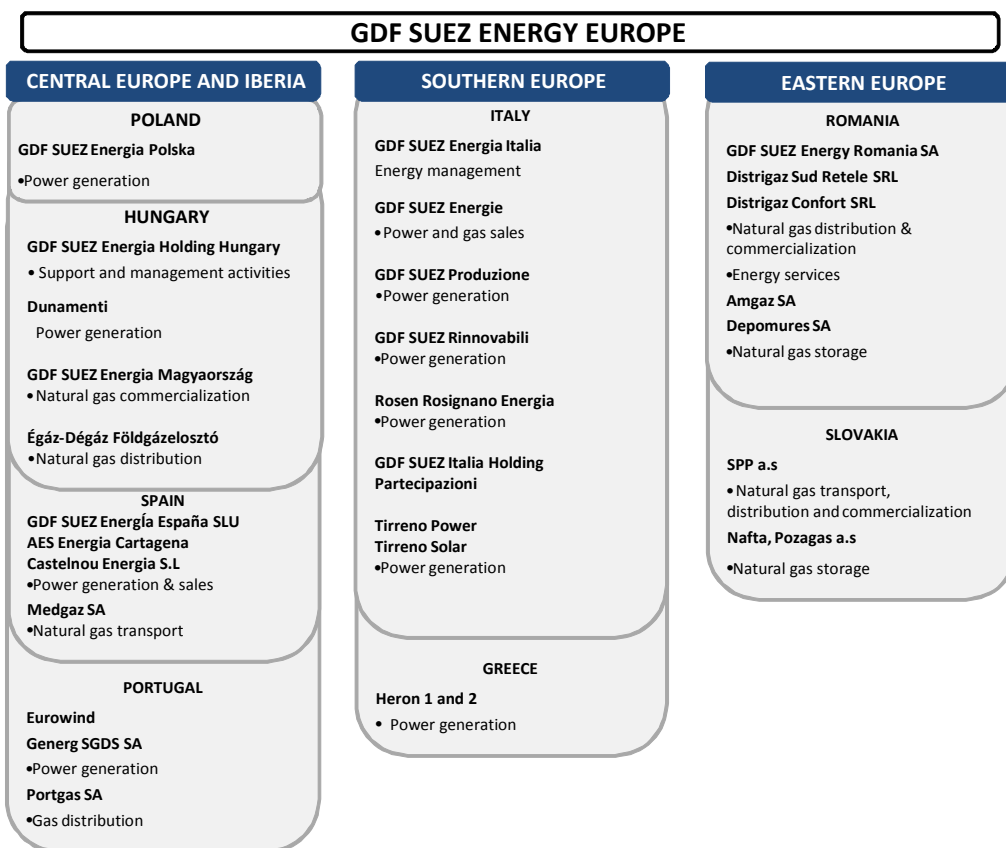 GDF SUEZ ENERGY EUROPE
CENTRAL EUROPE AND IBERIA
POLAND
GDF SUEZ Energia Polska
•Power generation
HUNGARY
GDF SUEZ Energia Holding Hungary
• Support and management activities
Dunamenti
Power generation
GDF SUEZ Energia Magyaország
• Natural gas commercialization
Égáz-Dégáz Földgázelosztó
• Natural gas distribution
SPAIN
GDF SUEZ EnergÍa España SLU
AES Energia Cartagena
Castelnou Energia S.L
•Power generation & sales
Medgaz SA
•Natural gas transport
PORTUGAL
Eurowind
Generg SGDS SA
•Power generation
Portgas SA
•Gas distribution
SOUTHERN EUROPE
ITALY
GDF SUEZ Energia Italia
Energy management
GDF SUEZ Energie
• Power and gas sales
GDF SUEZ Produzione
•Power generation
GDF SUEZ Rinnovabili
•Power generation
Rosen Rosignano Energia
•Power generation
GDF SUEZ Italia Holding
Partecipazioni
Tirreno Power
Tirreno Solar
•Power generation
GREECE
Heron 1 and 2
• Power generation
EASTERN EUROPE
ROMANIA
GDF SUEZ Energy Romania SA
Distrigaz Sud Retele SRL
Distrigaz Confort SRL
•Natural gas distribution &
commercialization
•Energy services
Amgaz SA
Depomures SA
•Natural gas storage
SLOVAKIA
SPP a.s
• Natural gas transport,
distribution and commercialization
Nafta, Pozagas a.s
•Natural gas storage